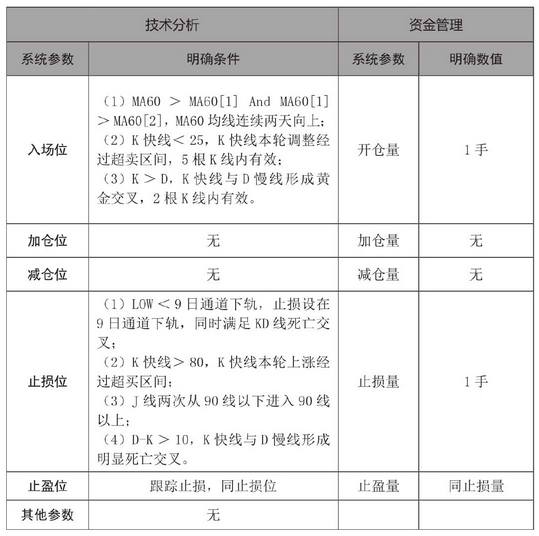 技术分析 资金管理
系统参数 明确条件 系统参数 明确数值
(1)MA60 > MA60[1] And MA60[1]
> MA60[2],MA60 均线连续两天向上;
(2)K 快线< 25,K 快线本轮调整经
过超卖区间,5 根 K 线内有效;
(3)K > D,K 快线与 D 慢线形成黄
金交叉,2 根 K 线内有效。
入场位 开仓量 1 手
加仓位 无 加仓量 无
减仓位 无 减仓量 无
(1)LOW < 9 日通道下轨,止损设在
9 日通道下轨,同时满足 KD 线死亡交
叉;
(2)K 快线> 80,K 快线本轮上涨经
过超买区间;
(3)J 线两次从 90 线以下进入 90 线
以上;
(4)D-K > 10,K 快线与 D 慢线形成
明显死亡交叉。
止损位 止损量 1 手
止盈位 跟踪止损,同止损位 止盈量 同止损量
其他参数 无